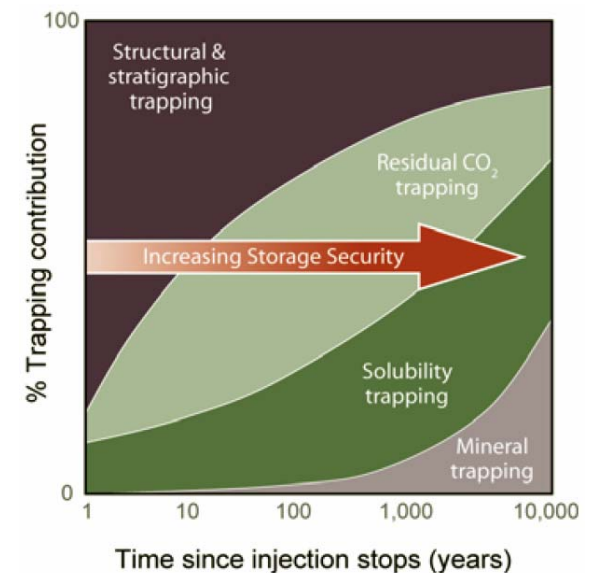 100
Structural &
stratigraphic
trapping
Residual CO₂
trapping
Increasing Storage Security
Solubility
trapping
Mineral
trapping
% Trapping contribution
0
1 10 100 1,000 10,000
Time since injection stops (years)